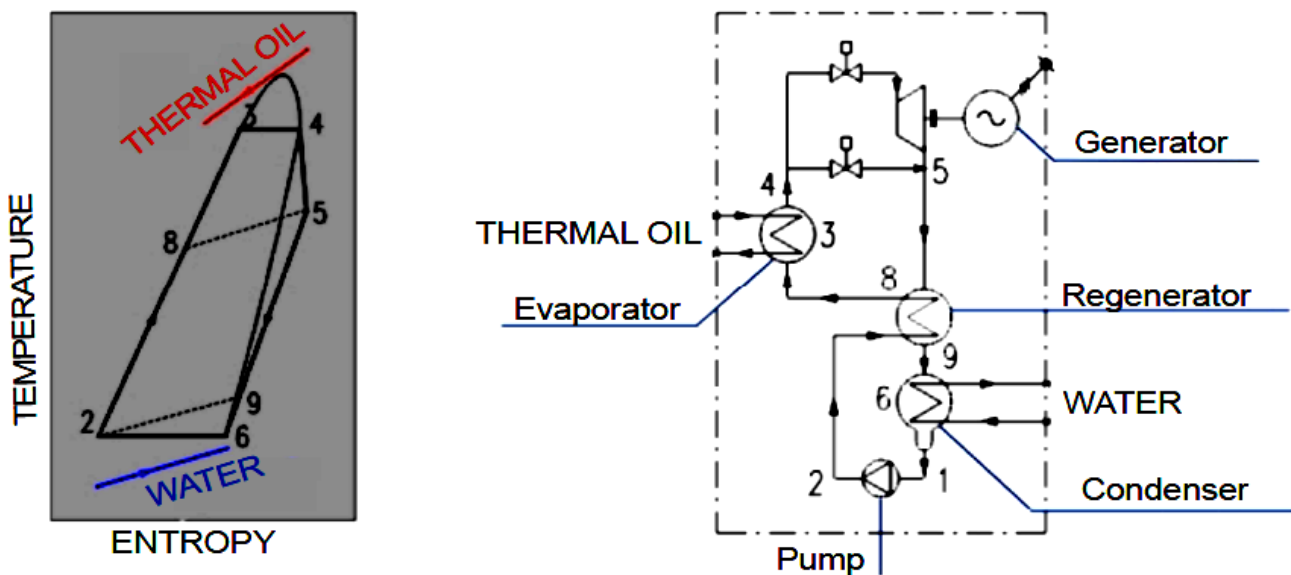 THERMAL OIL
3
4
5
8
2
9
6
WATER
TEMPERATURE
ENTROPY
Generator
5
4
THERMAL OIL
3
8
Evaporator
Regenerator
9
6
WATER
2
1
Condenser
Pump